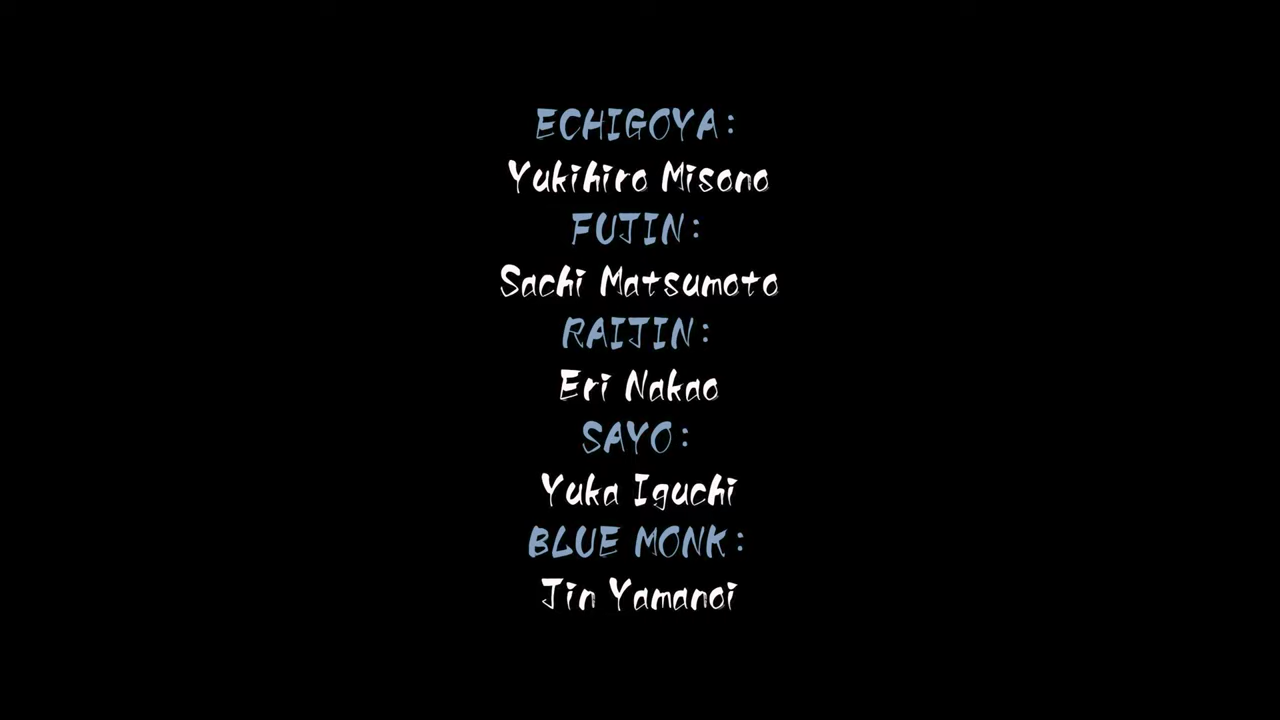 ECHIGOYA:
Yukihiro Misono
FUJIN:
Sachi Matsumoto
RAIJIN:
Eri Nakao
SAYO:
Yuka Iguchi
BLUE MONK:
Jin Yamanoi